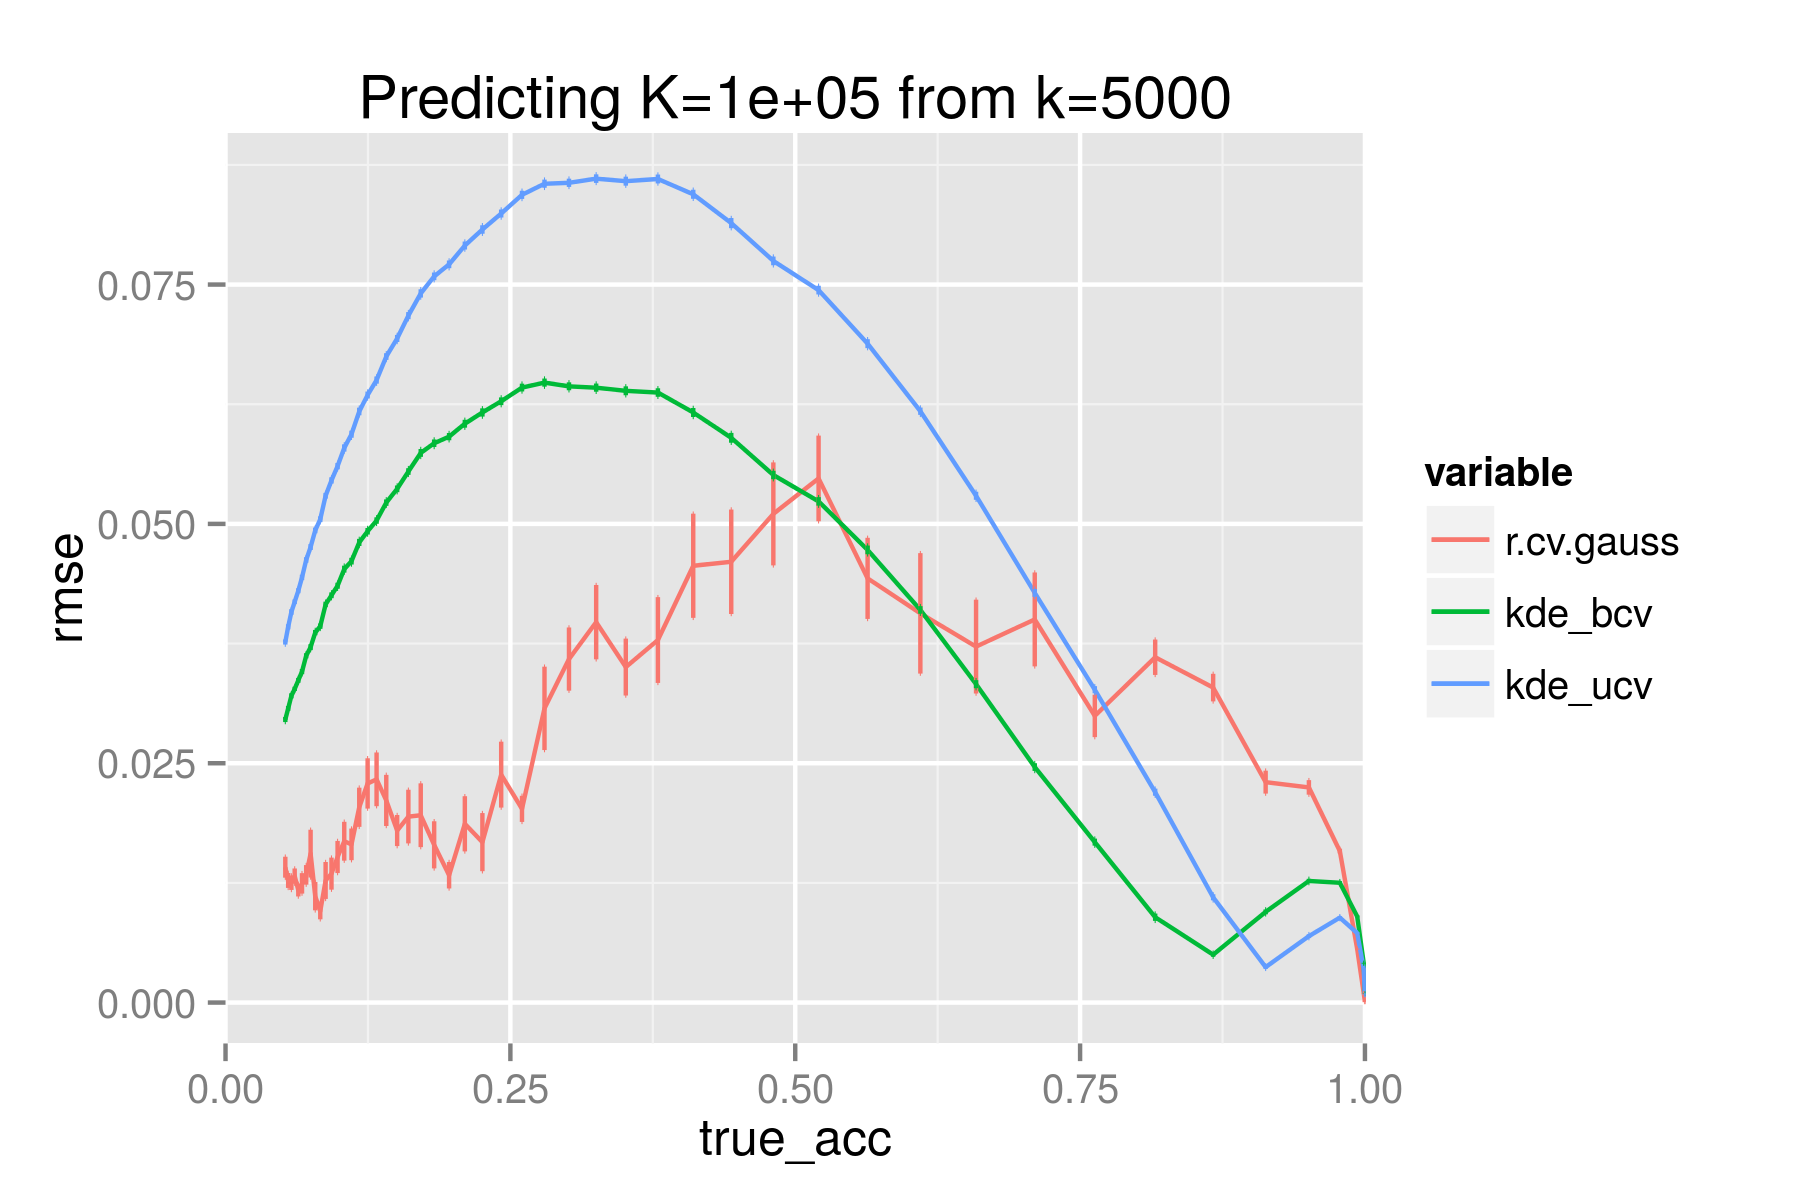 Predicting K=1e+05 from k=5000
rmse
0.075
0.050
0.025
0.000
0.00 0.25 0.50 0.75 1.00
true_acc
variable
r.cv.gauss
kde_bcv
kde_ucv